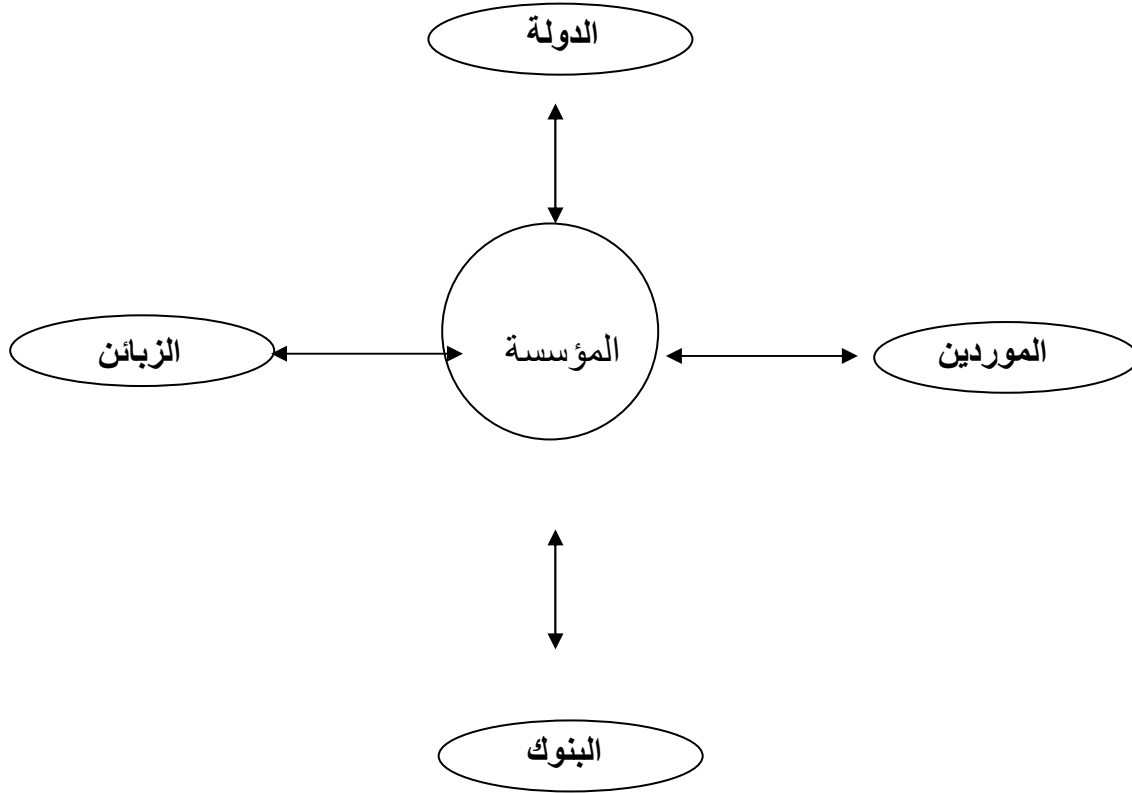 الدولة
المؤسسة
الموردين
الزبائن
البنوك